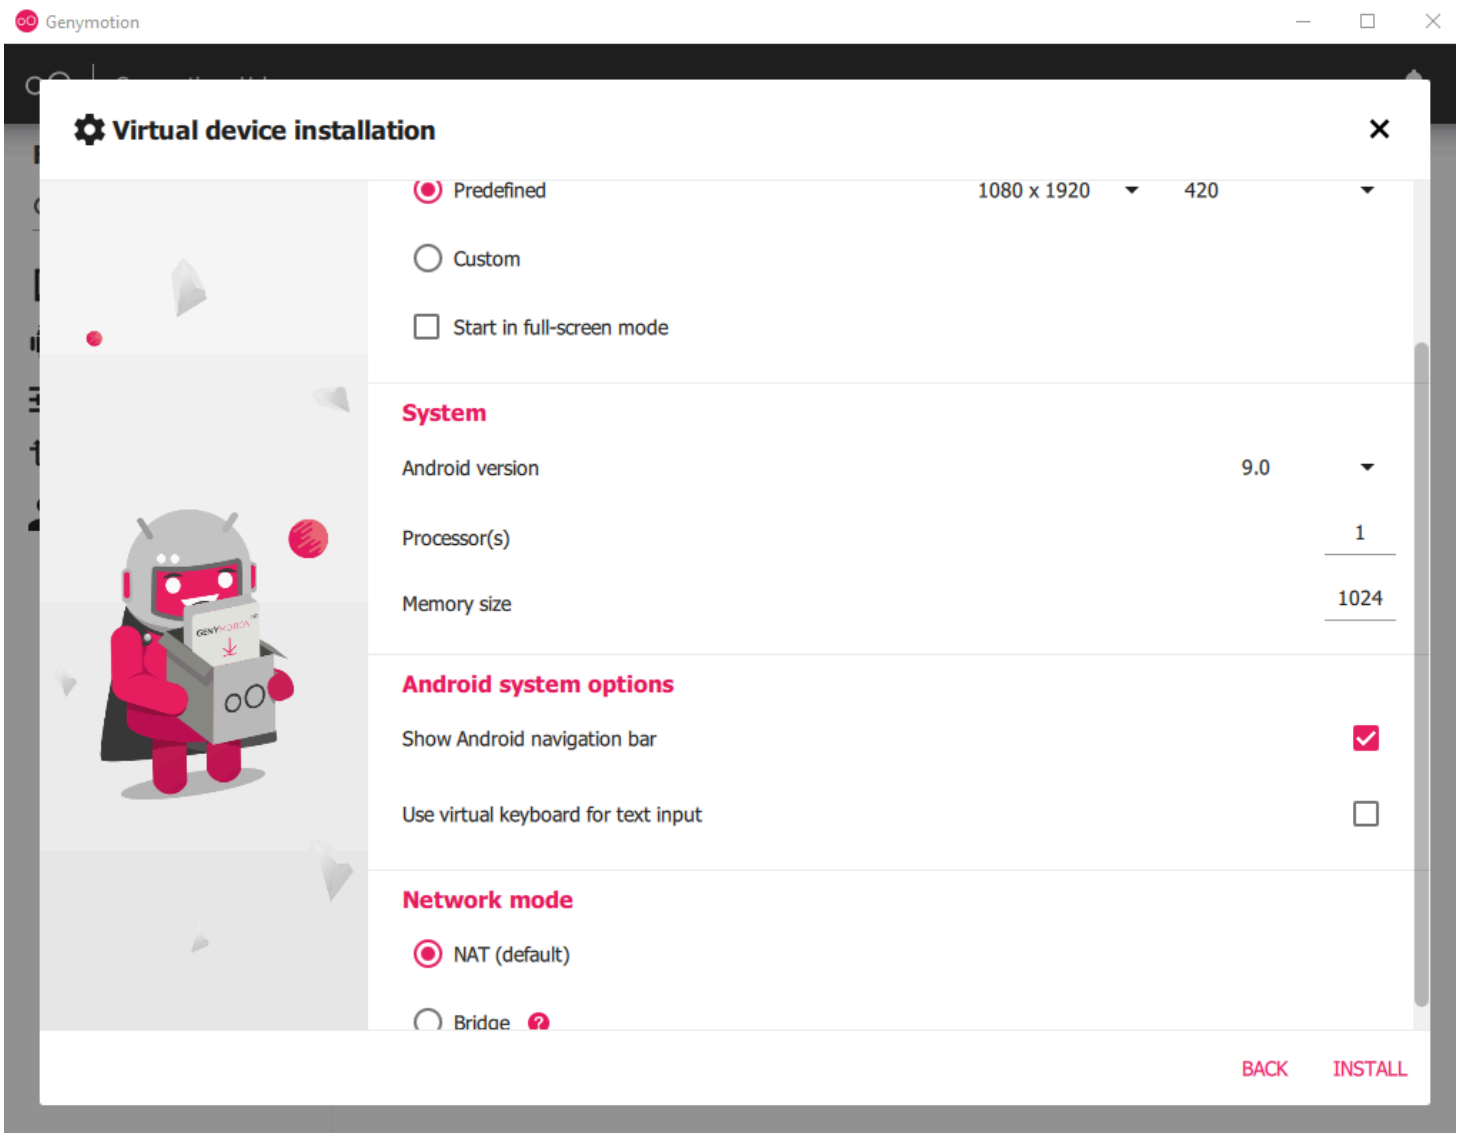 Genymotion
Virtual device installation
Predefined 1080 x 1920 420
Custom
Start in full-screen mode
System
Android version 9.0
Processor(s) 1
Memory size 1024
GENYMOTION
Android system options
Show Android navigation bar
Use virtual keyboard for text input
Network mode
NAT (default)
Bridge ?
BACK INSTALL